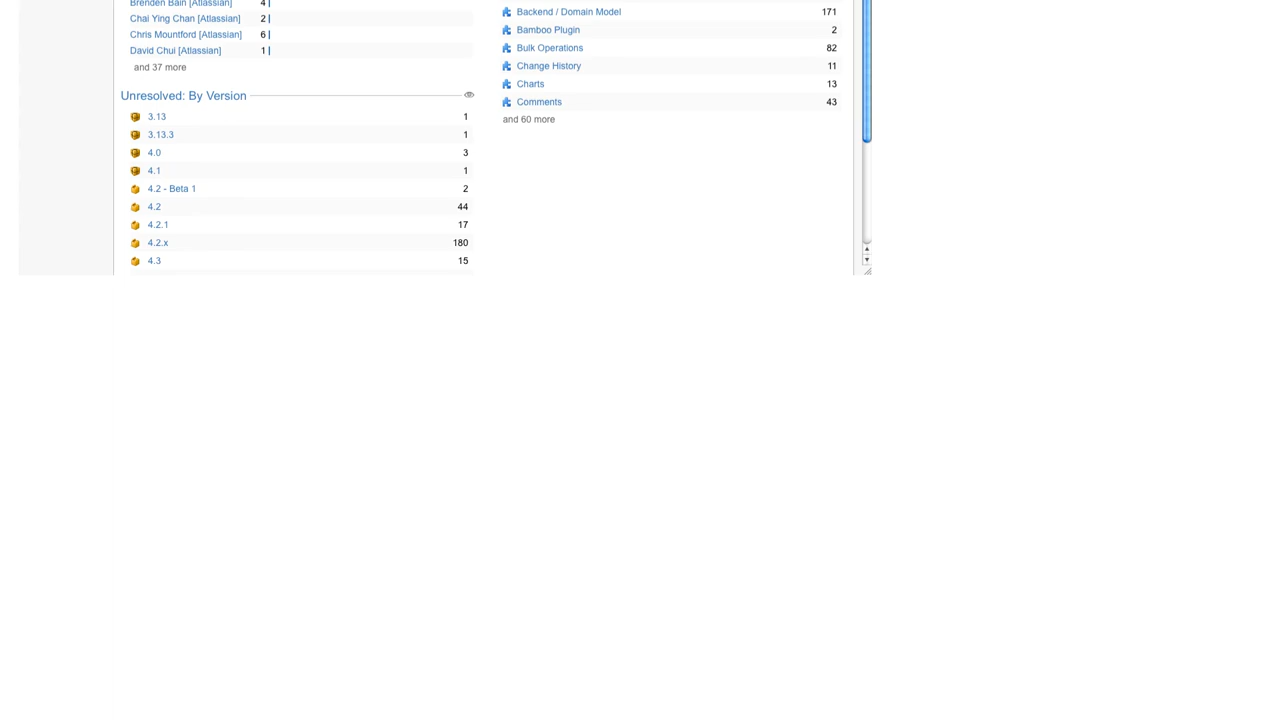 Brenden Bain [Atlassian] 4
Chai Ying Chan [Atlassian] 2
Chris Mountford [Atlassian] 6
David Chui [Atlassian] 1
and 37 more
Unresolved: By Version
3.13 1
3.13.3 1
4.0 3
4.1 1
4.2 - Beta 1 2
4.2 44
4.2.1 17
4.2.x 180
4.3 15
Backend / Domain Model 171
Bamboo Plugin 2
Bulk Operations 82
Change History 11
Charts 13
Comments 43
and 60 more